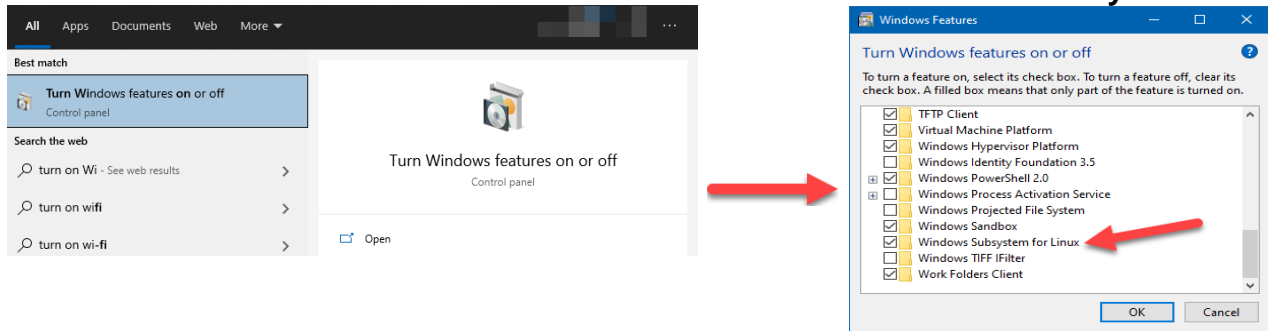 All Apps Documents Web More
Best match
Turn Windows features on or off
Control panel
Search the web
turn on Wi - See web results
turn on wifi
turn on wi-fi
Turn Windows features on or off
Control panel
Open
Windows Features
Turn Windows features on or off
To turn a feature on, select its check box. To turn a feature off, clear its
check box. A filled box means that only part of the feature is turned on.
TFTP Client
Virtual Machine Platform
Windows Hypervisor Platform
Windows Identity Foundation 3.5
Windows PowerShell 2.0
Windows Process Activation Service
Windows Projected File System
Windows Sandbox
Windows Subsystem for Linux
Windows TIFF IFilter
Work Folders Client
OK Cancel